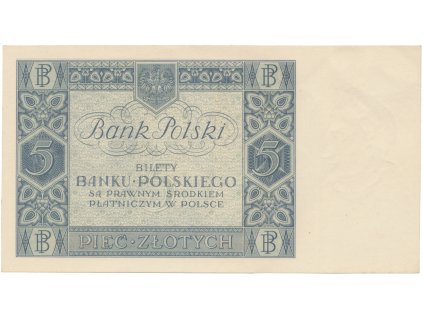 BP BP
Bank Polski
BILETY
BANKU·POLSKIEGO
SĄ PRAWNYM ŚRODKIEM
PŁATNICZYM W POLSCE
5 5
BP PIĘĆ·ZŁOTYCH BP